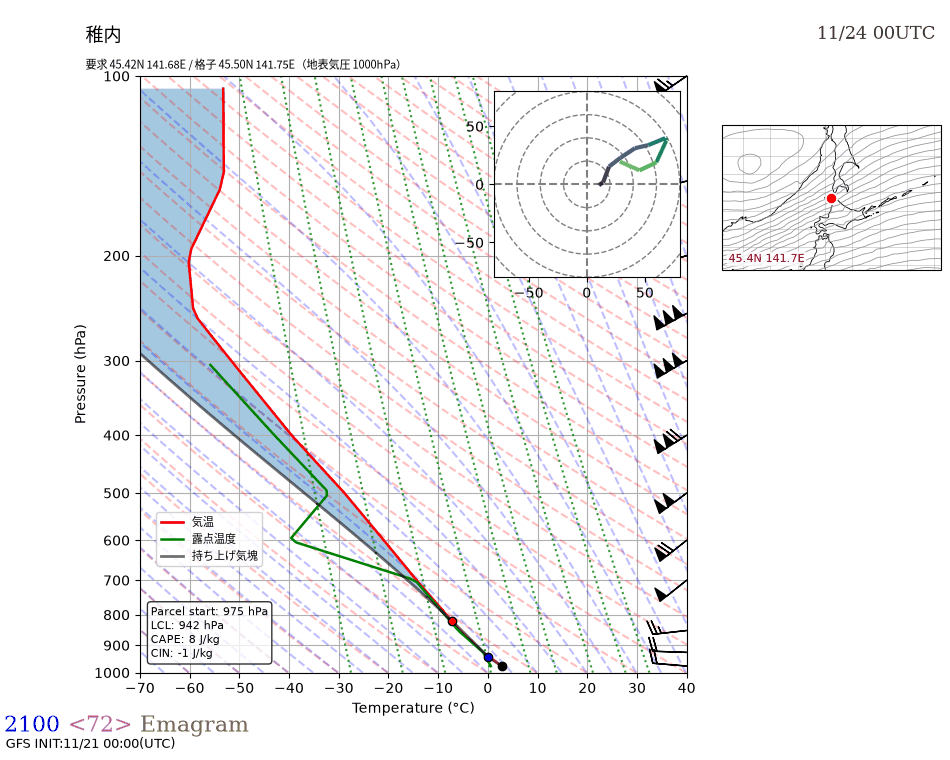 稚内
11/24 00UTC
要求 45.42N 141.68E / 格子 45.50N 141.75E（地表気圧 1000hPa）
100
200
300
400
500
600
700
800
900
1000
Pressure (hPa)
50
0
−50
−50 0 50
45.4N 141.7E
気温
露点温度
持ち上げ気塊
Parcel start: 975 hPa
LCL: 942 hPa
CAPE: 8 J/kg
CIN: -1 J/kg
−70 −60 −50 −40 −30 −20 −10 0 10 20 30 40
Temperature (°C)
2100 <72> Emagram
GFS INIT:11/21 00:00(UTC)